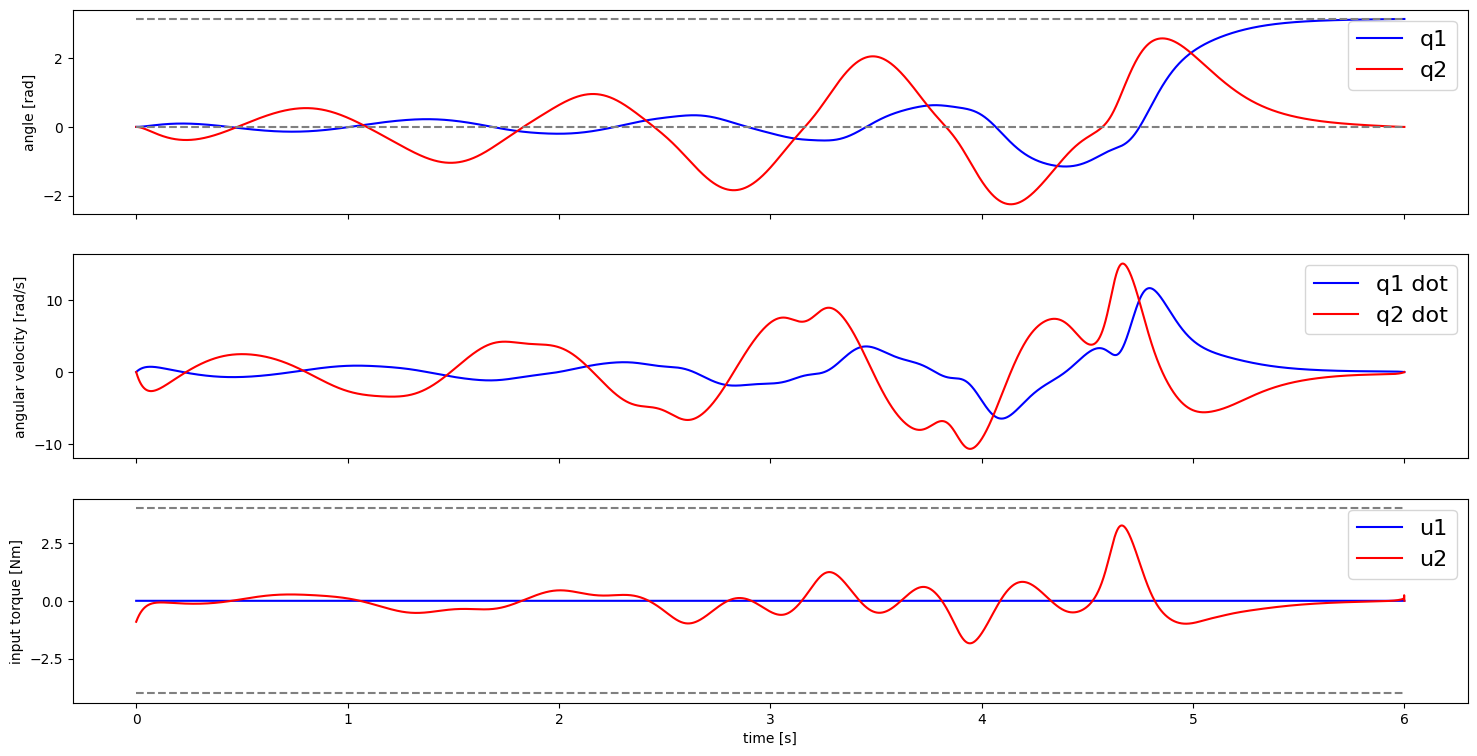 angle [rad]
2
0
−2
q1
q2
angular velocity [rad/s]
10
0
−10
q1 dot
q2 dot
input torque [Nm]
2.5
0.0
−2.5
u1
u2
0
1
2
3
4
5
6
time [s]